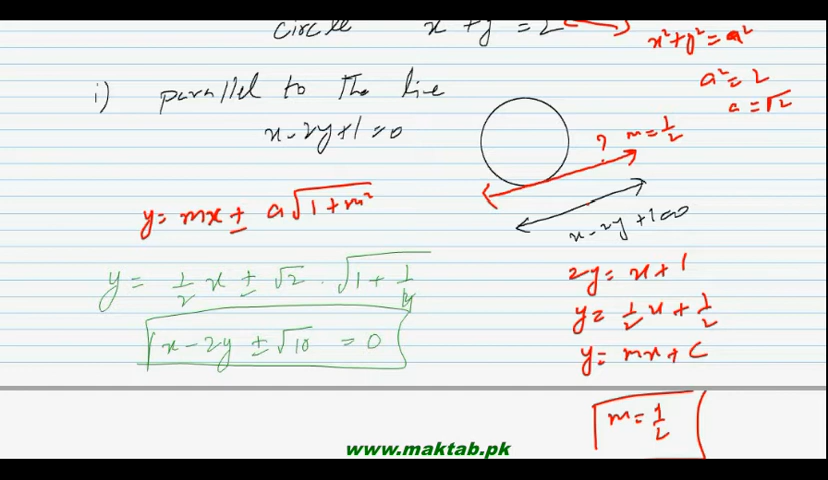 circle x²+y²=2
x²+y²=a²
a²=2
a=√2
i) parallel to the line
x-2y+1=0
? m=1/2
x-2y+1=0
y=mx±a√(1+m²)
y=1/2 x±√2·√(1+1/4)
x-2y±√10=0
2y=x+1
y=1/2 x+1/2
y=mx+c
m=1/2
www.maktab.pk